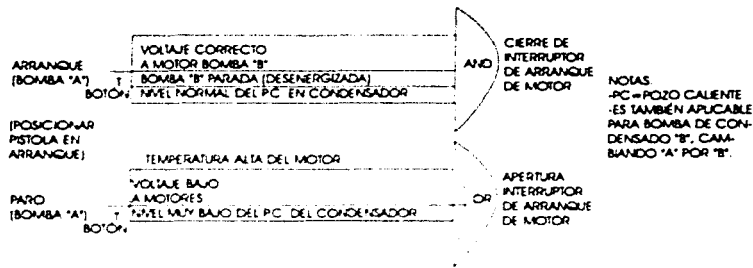 VOLTAJE CORRECTO
A MOTOR BOMBA "B"
ARRANQUE
(BOMBA "A") T
BOTÓN
BOMBA "B" PARADA (DESENERGIZADA)
NIVEL NORMAL DEL P.C. EN CONDENSADOR
AND
CIERRE DE
INTERRUPTOR
DE ARRANQUE
DE MOTOR
(POSICIONAR
PISTOLA EN
ARRANQUE)
TEMPERATURA ALTA DEL MOTOR
VOLTAJE BAJO
A MOTORES
PARO
(BOMBA "A") T
BOTÓN
NIVEL MUY BAJO DEL P.C. DEL CONDENSADOR
OR
APERTURA
INTERRUPTOR
DE ARRANQUE
DE MOTOR
NOTAS:
-PC=POZO CALIENTE
-ES TAMBIÉN APLICABLE
PARA BOMBA DE CON-
DENSADO "B", CAM-
BIANDO "A" POR "B".